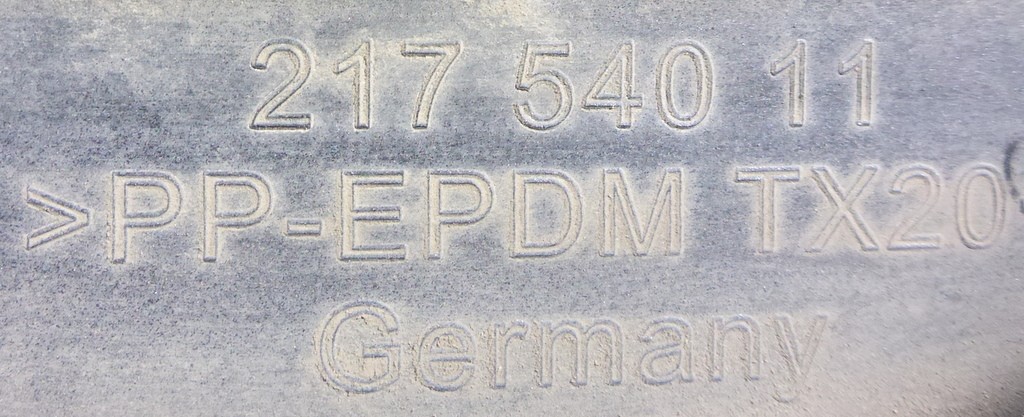 217 540 11
>PP-EPDM TX20
Germany